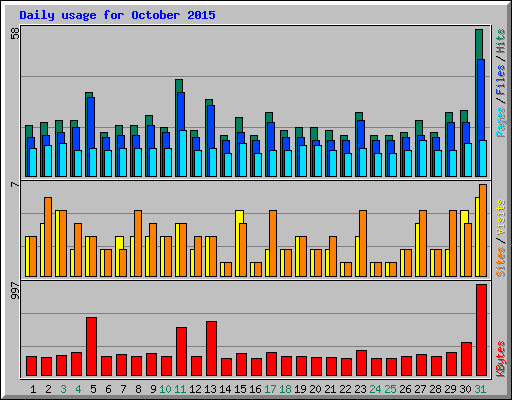 Daily usage for October 2015
58
Pages / Files / Hits
7
Sites / Visits
997
KBytes
1 2 3 4 5 6 7 8 9 10 11 12 13 14 15 16 17 18 19 20 21 22 23 24 25 26 27 28 29 30 31